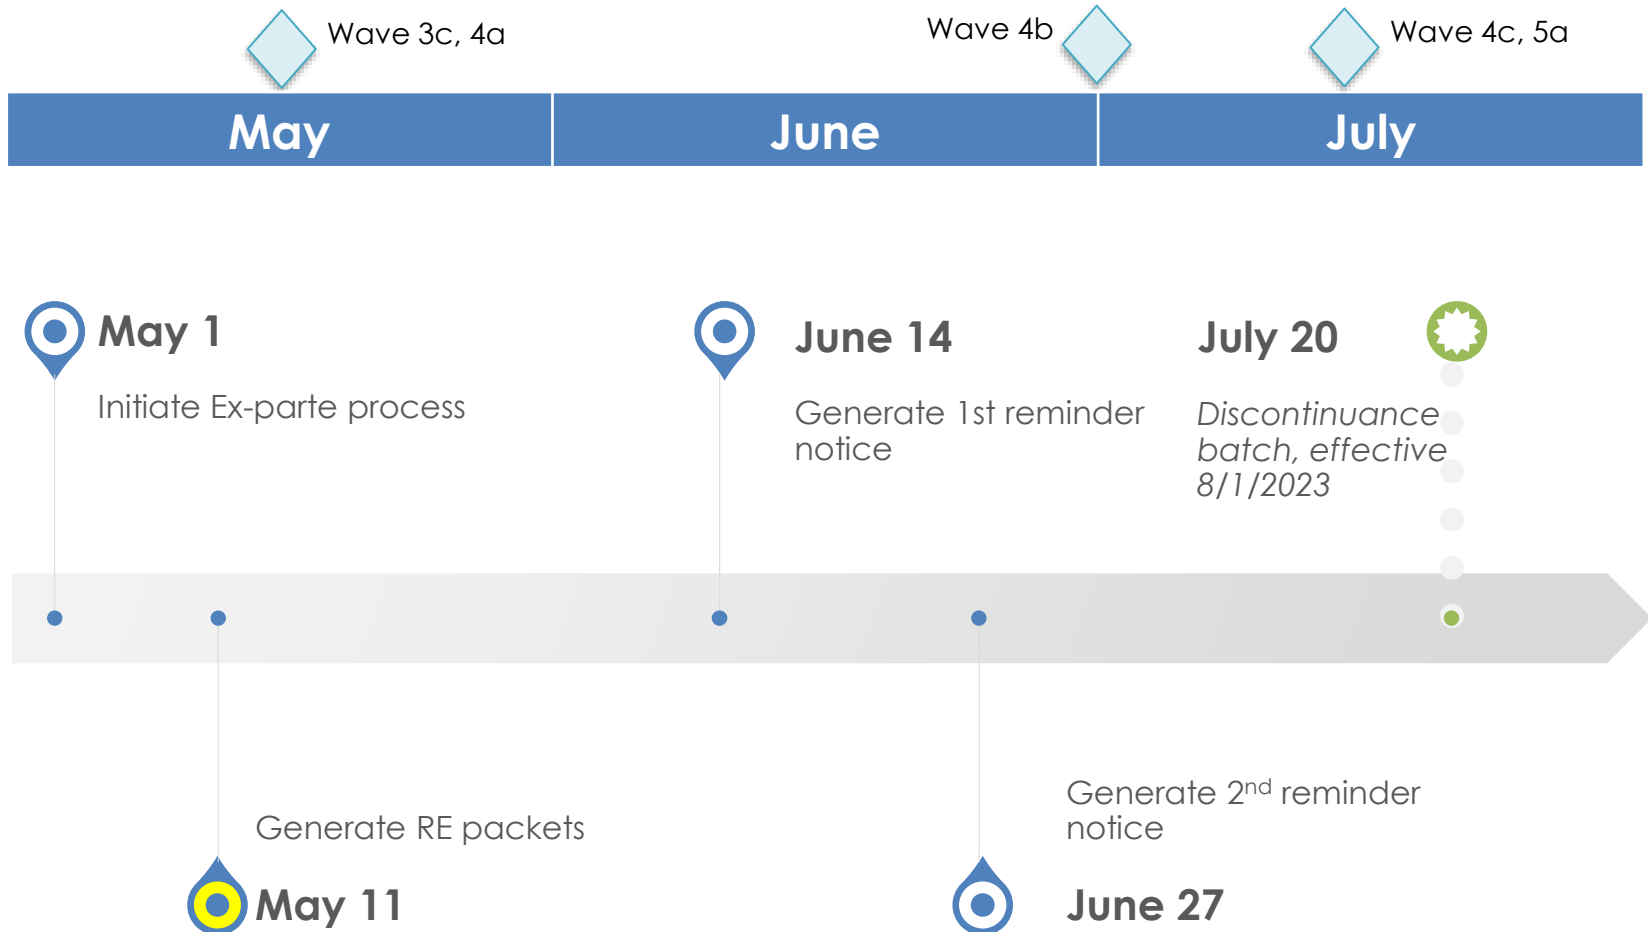 Wave 3c, 4a
Wave 4b
Wave 4c, 5a
May
June
July
May 1
Initiate Ex-parte process
June 14
Generate 1st reminder
notice
July 20
Discontinuance
batch, effective
8/1/2023
Generate RE packets
May 11
Generate 2nd reminder
notice
June 27